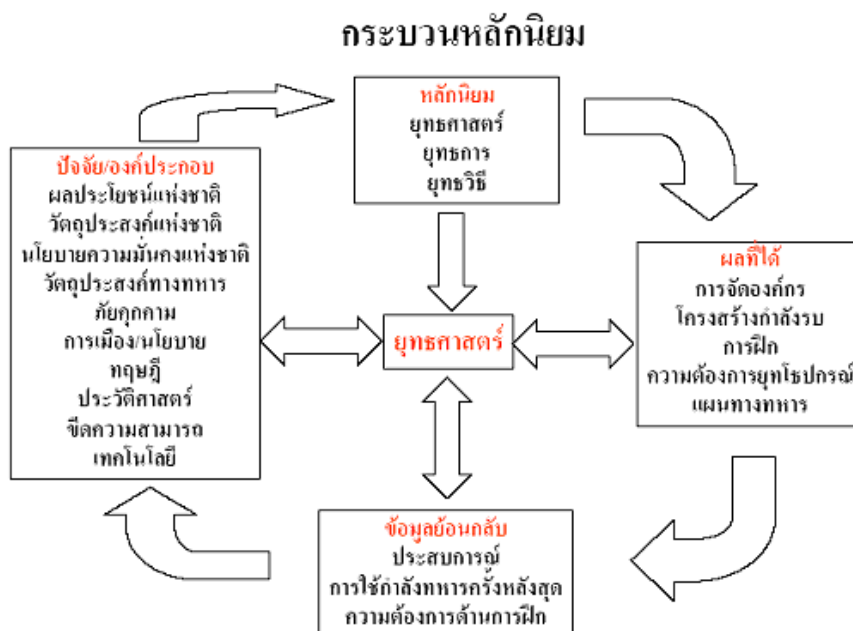 กระบวนหลักนิยม
หลักนิยม
ยุทธศาสตร์
ยุทธการ
ยุทธวิธี
ปัจจัย/องค์ประกอบ
ผลประโยชน์แห่งชาติ
วัตถุประสงค์แห่งชาติ
นโยบายความมั่นคงแห่งชาติ
วัตถุประสงค์ทางทหาร
ภัยคุกคาม
การเมือง/นโยบาย
ทฤษฎี
ประวัติศาสตร์
ขีดความสามารถ
เทคโนโลยี
ยุทธศาสตร์
ผลที่ได้
การจัดองค์กร
โครงสร้างกำลังรบ
การฝึก
ความต้องการยุทโธปกรณ์
แผนทางทหาร
ข้อมูลย้อนกลับ
ประสบการณ์
การใช้กำลังทหารครั้งหลังสุด
ความต้องการด้านการฝึก